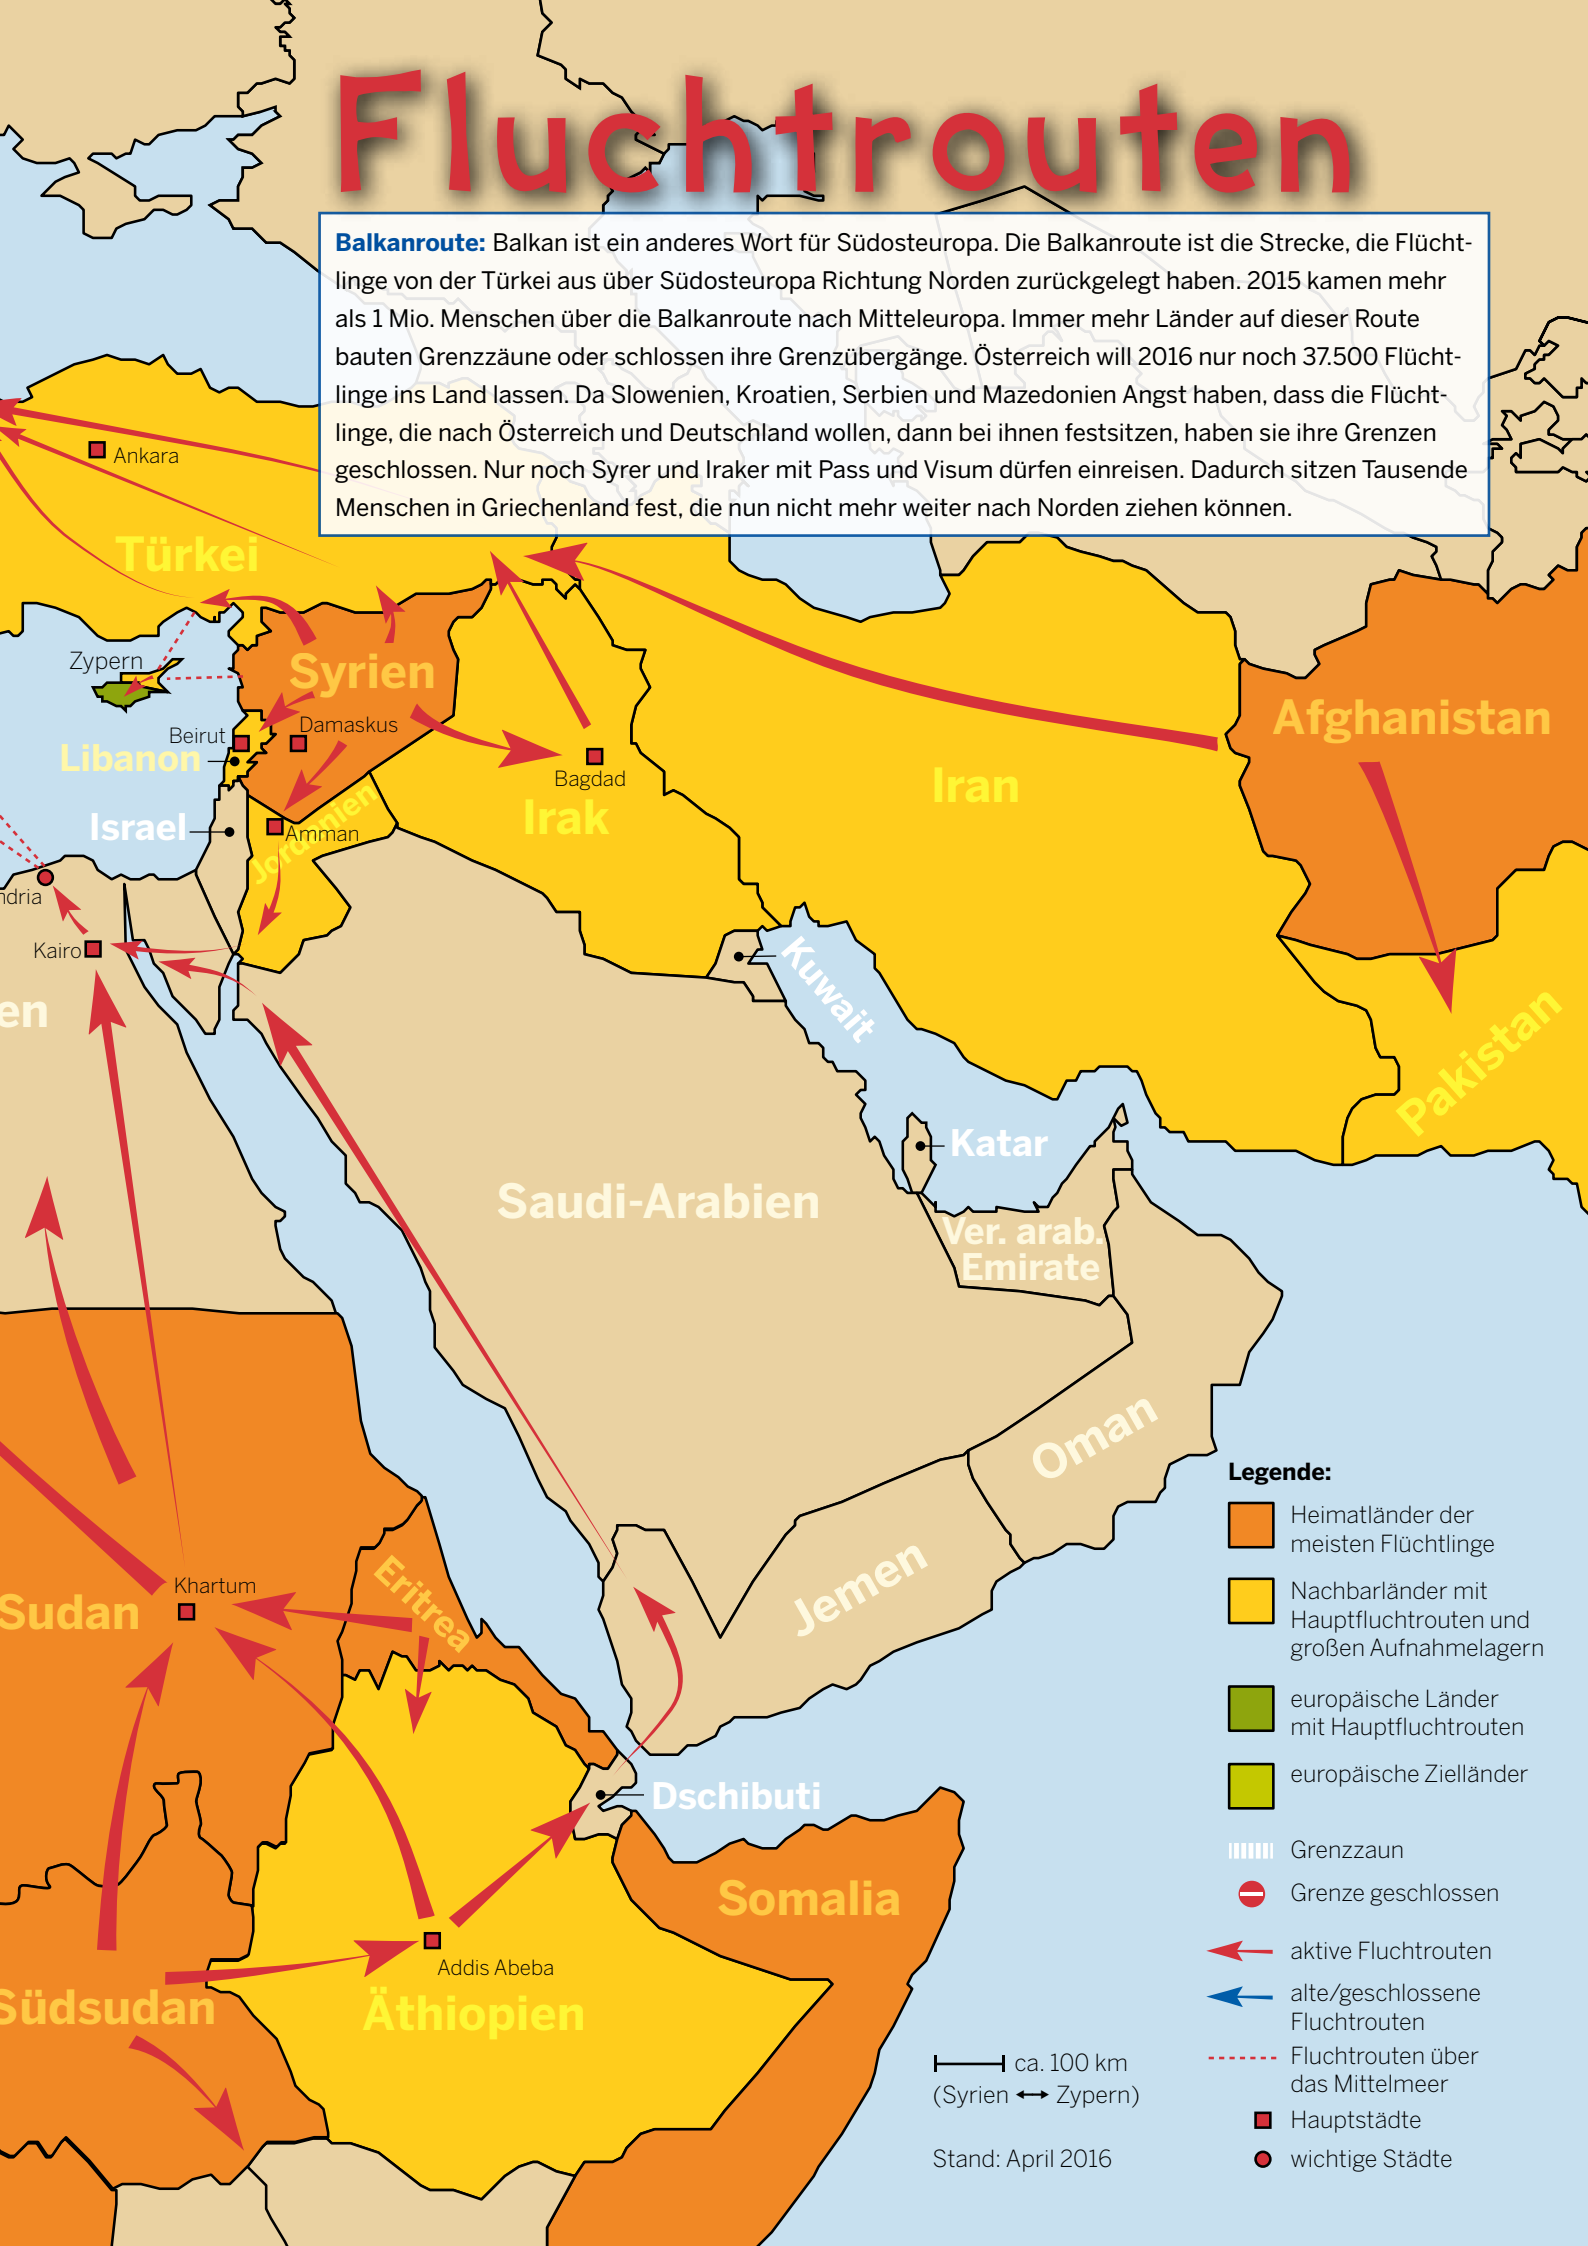 Fluchtrouten
Balkanroute: Balkan ist ein anderes Wort für Südosteuropa. Die Balkanroute ist die Strecke, die Flücht-
linge von der Türkei aus über Südosteuropa Richtung Norden zurückgelegt haben. 2015 kamen mehr
als 1 Mio. Menschen über die Balkanroute nach Mitteleuropa. Immer mehr Länder auf dieser Route
bauten Grenzzäune oder schlossen ihre Grenzübergänge. Österreich will 2016 nur noch 37.500 Flücht-
linge ins Land lassen. Da Slowenien, Kroatien, Serbien und Mazedonien Angst haben, dass die Flücht-
linge, die nach Österreich und Deutschland wollen, dann bei ihnen festsitzen, haben sie ihre Grenzen
geschlossen. Nur noch Syrer und Iraker mit Pass und Visum dürfen einreisen. Dadurch sitzen Tausende
Menschen in Griechenland fest, die nun nicht mehr weiter nach Norden ziehen können.
Ankara
Türkei
Zypern
Syrien
Afghanistan
Beirut
Damaskus
Libanon
Bagdad
Iran
Irak
Israel
Amman
Jordanien
ndria
Kairo
en
Kuwait
Pakistan
Katar
Saudi-Arabien
Ver. arab.
Emirate
Oman
Jemen
Eritrea
Khartum
Sudan
Dschibuti
Somalia
Addis Abeba
Südsudan
Äthiopien
Legende:
Heimatländer der
meisten Flüchtlinge
Nachbarländer mit
Hauptfluchtrouten und
großen Aufnahmelagern
europäische Länder
mit Hauptfluchtrouten
europäische Zielländer
Grenzzaun
Grenze geschlossen
aktive Fluchtrouten
alte/geschlossene
Fluchtrouten
Fluchtrouten über
das Mittelmeer
Hauptstädte
wichtige Städte
ca. 100 km
(Syrien ↔ Zypern)
Stand: April 2016